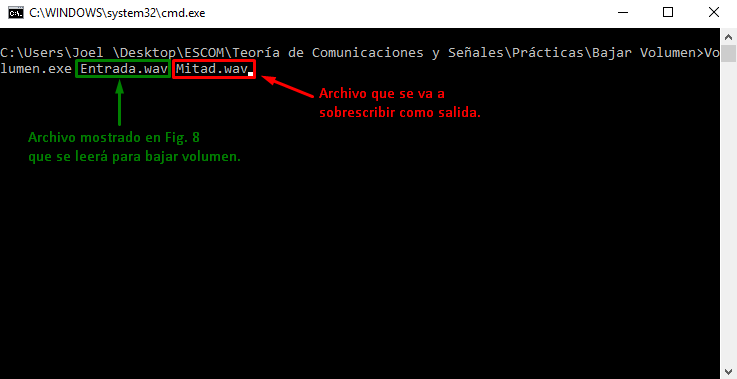 C:\WINDOWS\system32\cmd.exe
C:\Users\Joel \Desktop\ESCOM\Teoría de Comunicaciones y Señales\Prácticas\Bajar Volumen>Vo
lumen.exe Entrada.wav Mitad.wav
Archivo que se va a
sobrescribir como salida.
Archivo mostrado en Fig. 8
que se leerá para bajar volumen.